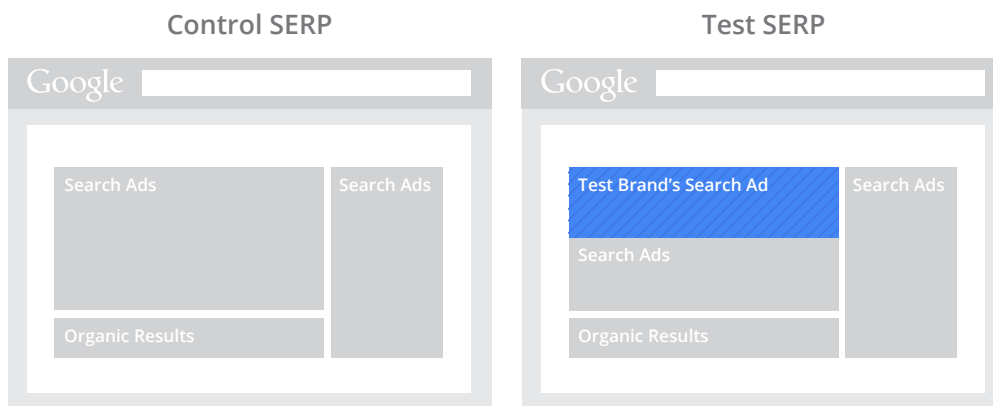 Control SERP
Google
Search Ads
Search Ads
Organic Results
Test SERP
Google
Test Brand’s Search Ad
Search Ads
Search Ads
Organic Results